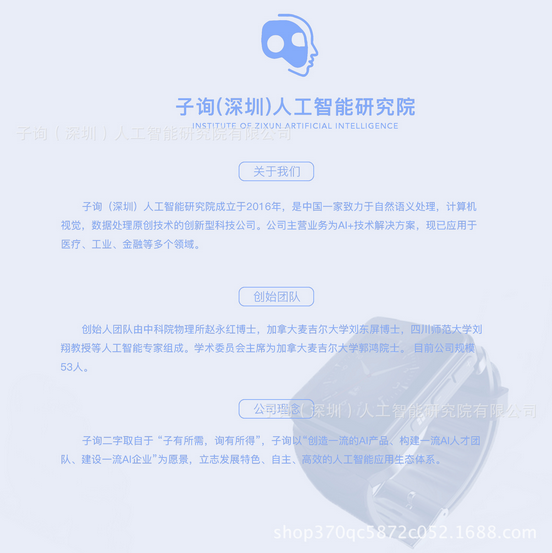 子询(深圳)人工智能研究院
INSTITUTE OF ZIXUN ARTIFICIAL INTELLIGENCE
子询（深圳）人工智能研究院有限公司
关于我们
子询（深圳）人工智能研究院成立于2016年，是中国一家致力于自然语义处理，计算机
视觉，数据处理原创技术的创新型科技公司。公司主营业务为AI+技术解决方案，现已应用于
医疗、工业、金融等多个领域。
创始团队
创始人团队由中科院物理所赵永红博士，加拿大麦吉尔大学刘东屏博士，四川师范大学刘
翔教授等人工智能专家组成。学术委员会主席为加拿大麦吉尔大学郭鸿院士。目前公司规模
53人。
公司理念
（深圳）人工智能研究院有限公司
子询二字取自于 “子有所需，询有所得”，子询以“创造一流的AI产品、构建一流AI人才团
队、建设一流AI企业”为愿景，立志发展特色、自主、高效的人工智能应用生态体系。
shop370qc5872c052.1688.com